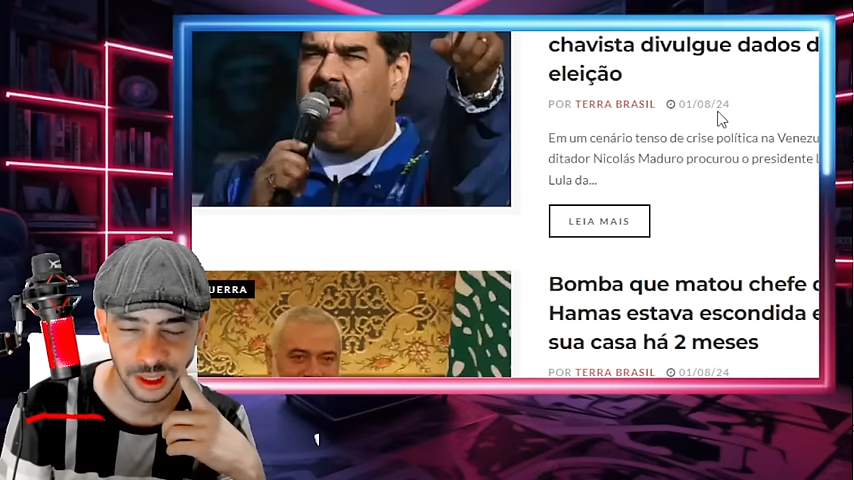 chavista divulgue dados d
eleição
POR TERRA BRASIL 01/08/24
Em um cenário tenso de crise política na Venezu
ditador Nicolás Maduro procurou o presidente L
Lula da...
LEIA MAIS
UERRA
Bomba que matou chefe d
Hamas estava escondida e
sua casa há 2 meses
POR TERRA BRASIL 01/08/24